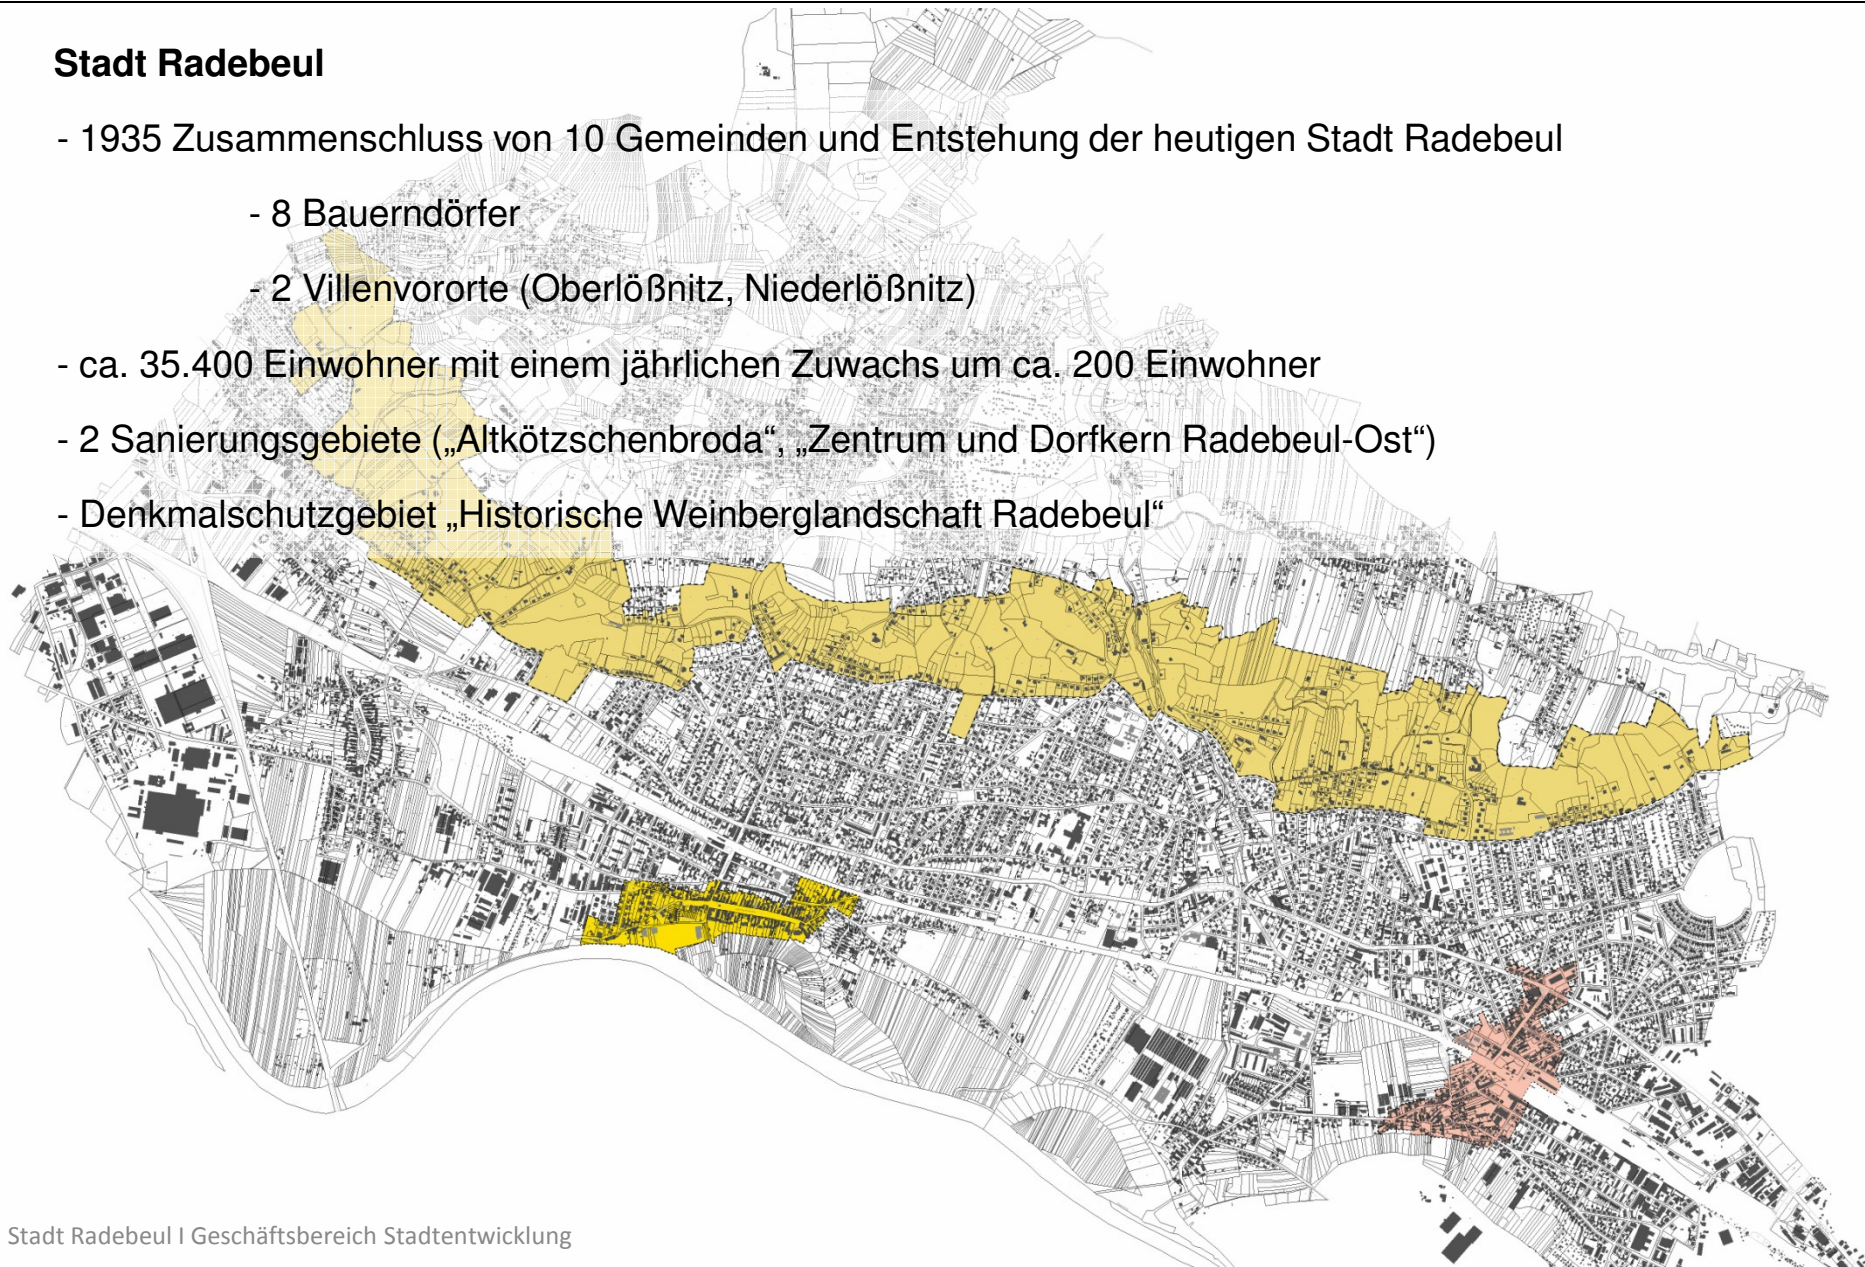 Stadt Radebeul
- 1935 Zusammenschluss von 10 Gemeinden und Entstehung der heutigen Stadt Radebeul
- 8 Bauerndörfer
- 2 Villenvororte (Oberlößnitz, Niederlößnitz)
- ca. 35.400 Einwohner mit einem jährlichen Zuwachs um ca. 200 Einwohner
- 2 Sanierungsgebiete („Altkötzschenbroda“, „Zentrum und Dorfkern Radebeul-Ost“)
- Denkmalschutzgebiet „Historische Weinberglandschaft Radebeul“
Stadt Radebeul I Geschäftsbereich Stadtentwicklung